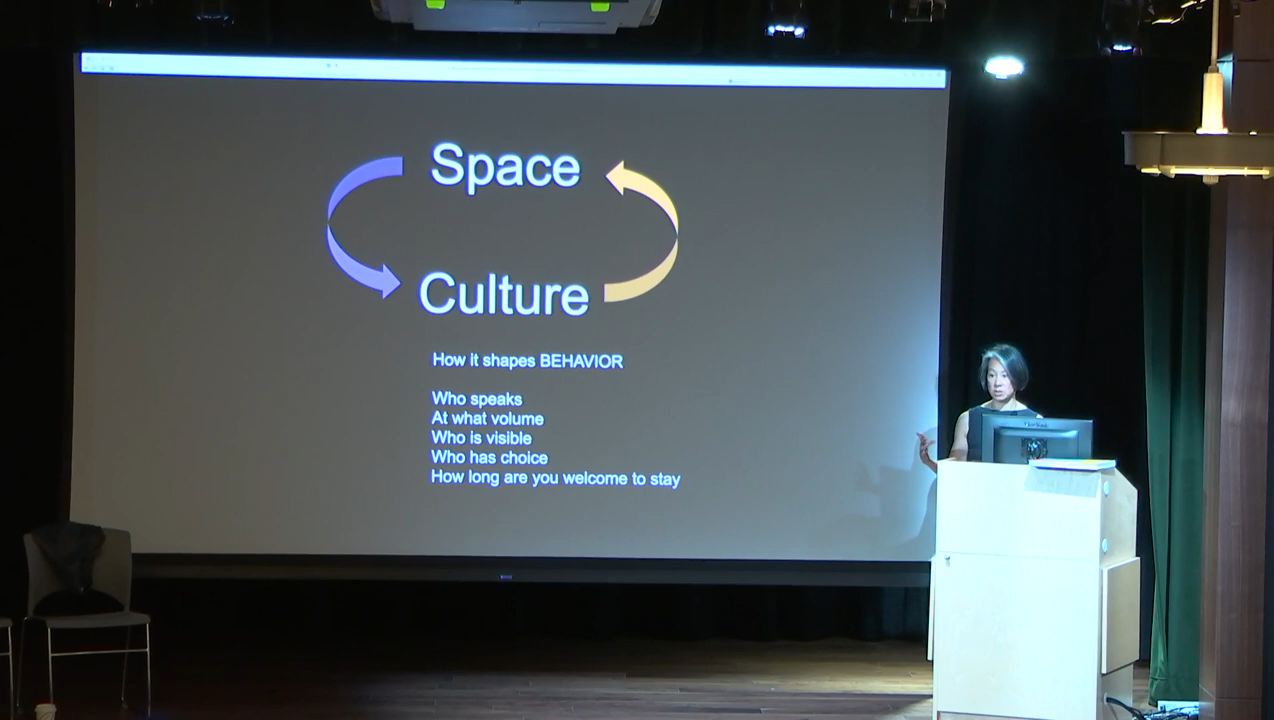 Space
Culture
How it shapes BEHAVIOR
Who speaks
At what volume
Who is visible
Who has choice
How long are you welcome to stay